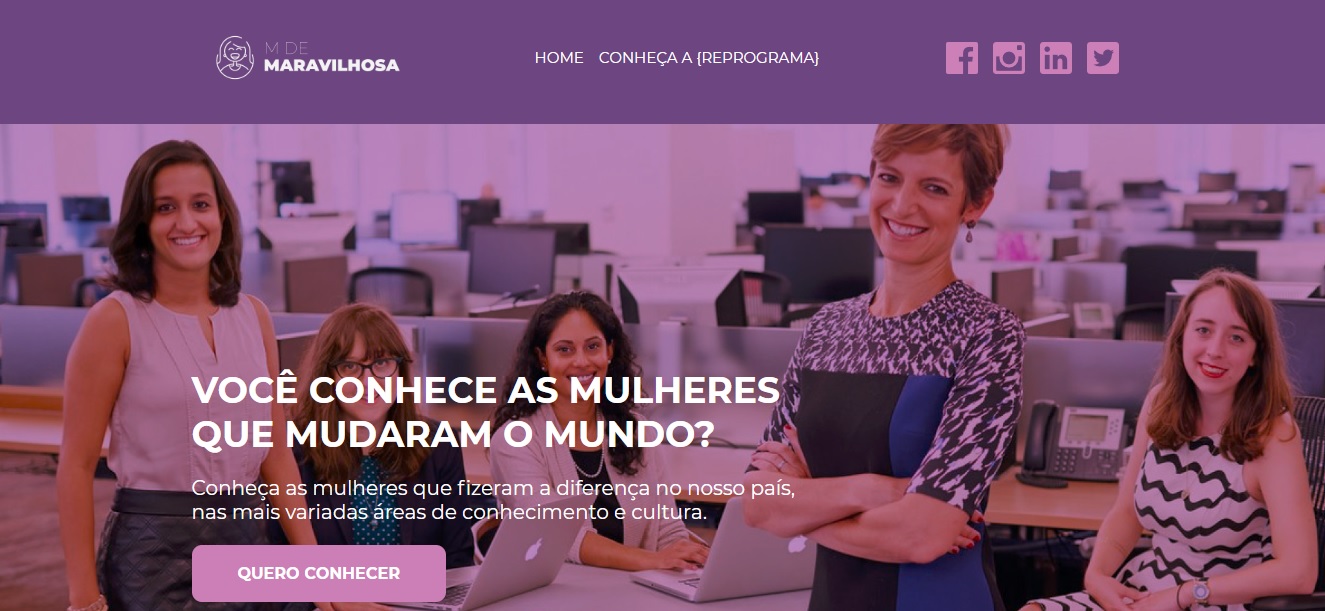 M DE
MARAVILHOSA
HOME CONHEÇA A {REPROGRAMA}
VOCÊ CONHECE AS MULHERES
QUE MUDARAM O MUNDO?
Conheça as mulheres que fizeram a diferença no nosso país,
nas mais variadas áreas de conhecimento e cultura.
QUERO CONHECER